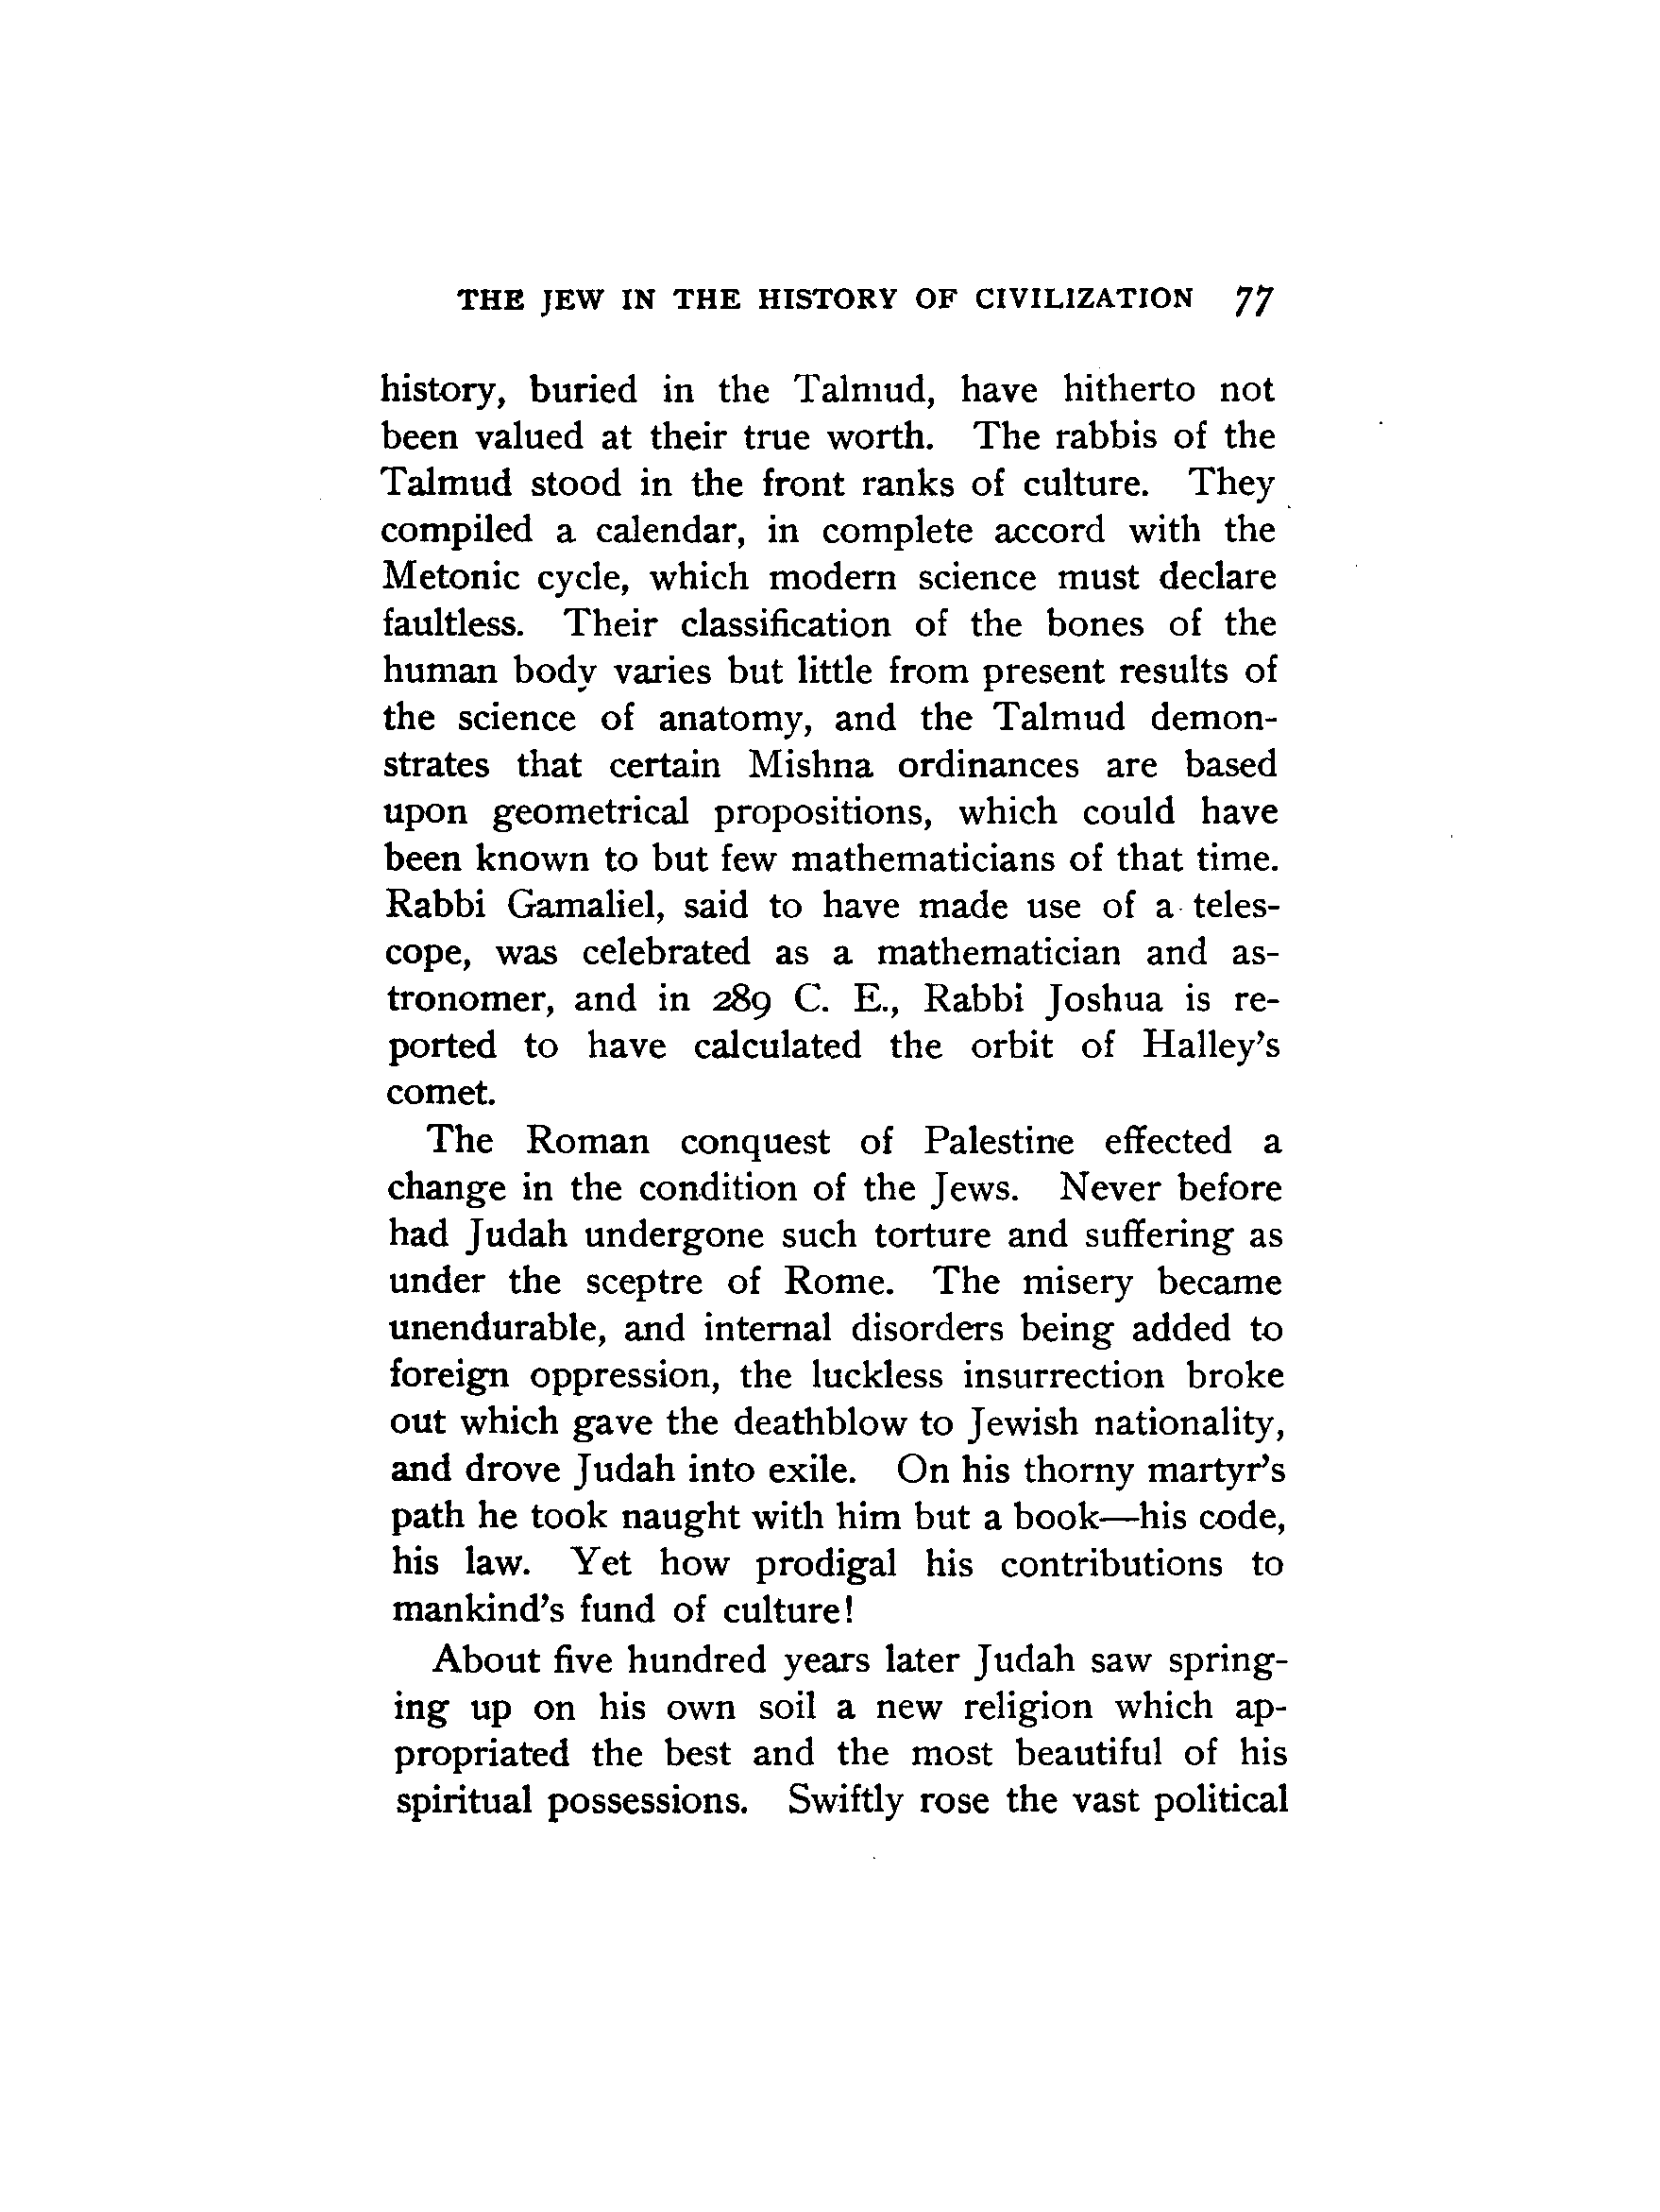 THE JEW IN THE HISTORY OF CIVILIZATION 77
history, buried in the Talmud, have hitherto not
been valued at their true worth. The rabbis of the
Talmud stood in the front ranks of culture. They
compiled a calendar, in complete accord with the
Metonic cycle, which modern science must declare
faultless. Their classification of the bones of the
human body varies but little from present results of
the science of anatomy, and the Talmud demon-
strates that certain Mishna ordinances are based
upon geometrical propositions, which could have
been known to but few mathematicians of that time.
Rabbi Gamaliel, said to have made use of a teles-
cope, was celebrated as a mathematician and as-
tronomer, and in 289 C. E., Rabbi Joshua is re-
ported to have calculated the orbit of Halley's
comet.
The Roman conquest of Palestine effected a
change in the condition of the Jews. Never before
had Judah undergone such torture and suffering as
under the sceptre of Rome. The misery became
unendurable, and internal disorders being added to
foreign oppression, the luckless insurrection broke
out which gave the deathblow to Jewish nationality,
and drove Judah into exile. On his thorny martyr's
path he took naught with him but a book—his code,
his law. Yet how prodigal his contributions to
mankind's fund of culture!
About five hundred years later Judah saw spring-
ing up on his own soil a new religion which ap-
propriated the best and the most beautiful of his
spiritual possessions. Swiftly rose the vast political